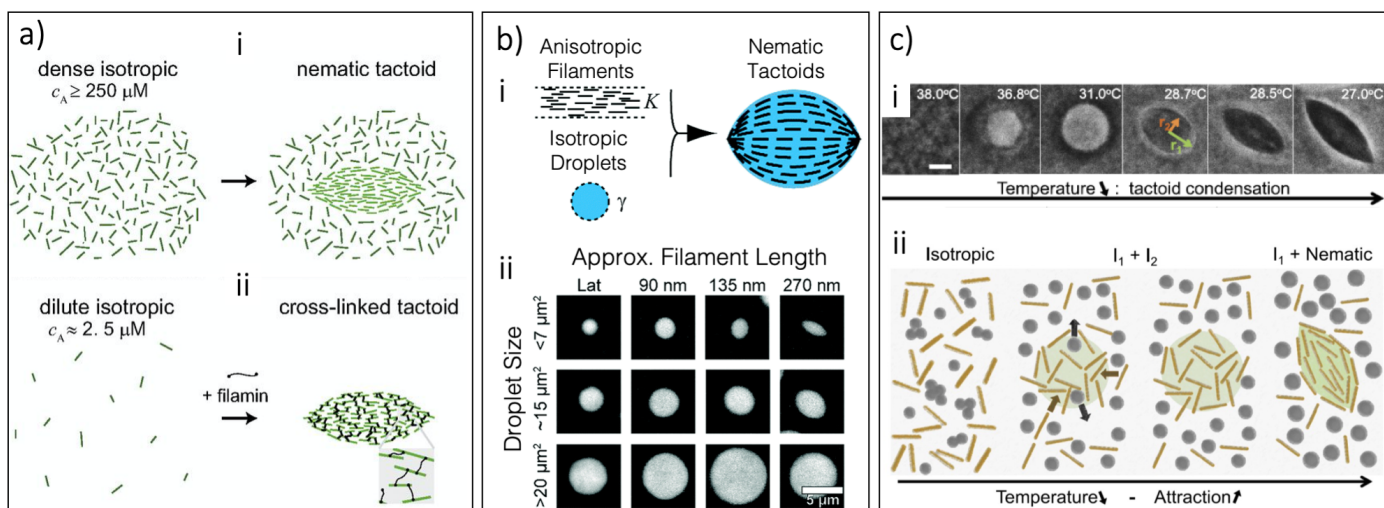 a)
i
dense isotropic
c_A ≥ 250 µM
nematic tactoid
ii
dilute isotropic
c_A ≈ 2. 5 µM
cross-linked tactoid
+ filamin
b)
i
Anisotropic
Filaments
K
Isotropic
Droplets
γ
Nematic
Tactoids
ii
Approx. Filament Length
Lat 90 nm 135 nm 270 nm
Droplet Size
<7 µm²
~15 µm²
>20 µm²
5 µm
c)
i
38.0°C 36.8°C 31.0°C 28.7°C 28.5°C 27.0°C
r₂
r₁
Temperature ↘ : tactoid condensation
ii
Isotropic I₁ + I₂ I₁ + Nematic
Temperature ↘ - Attraction ↗